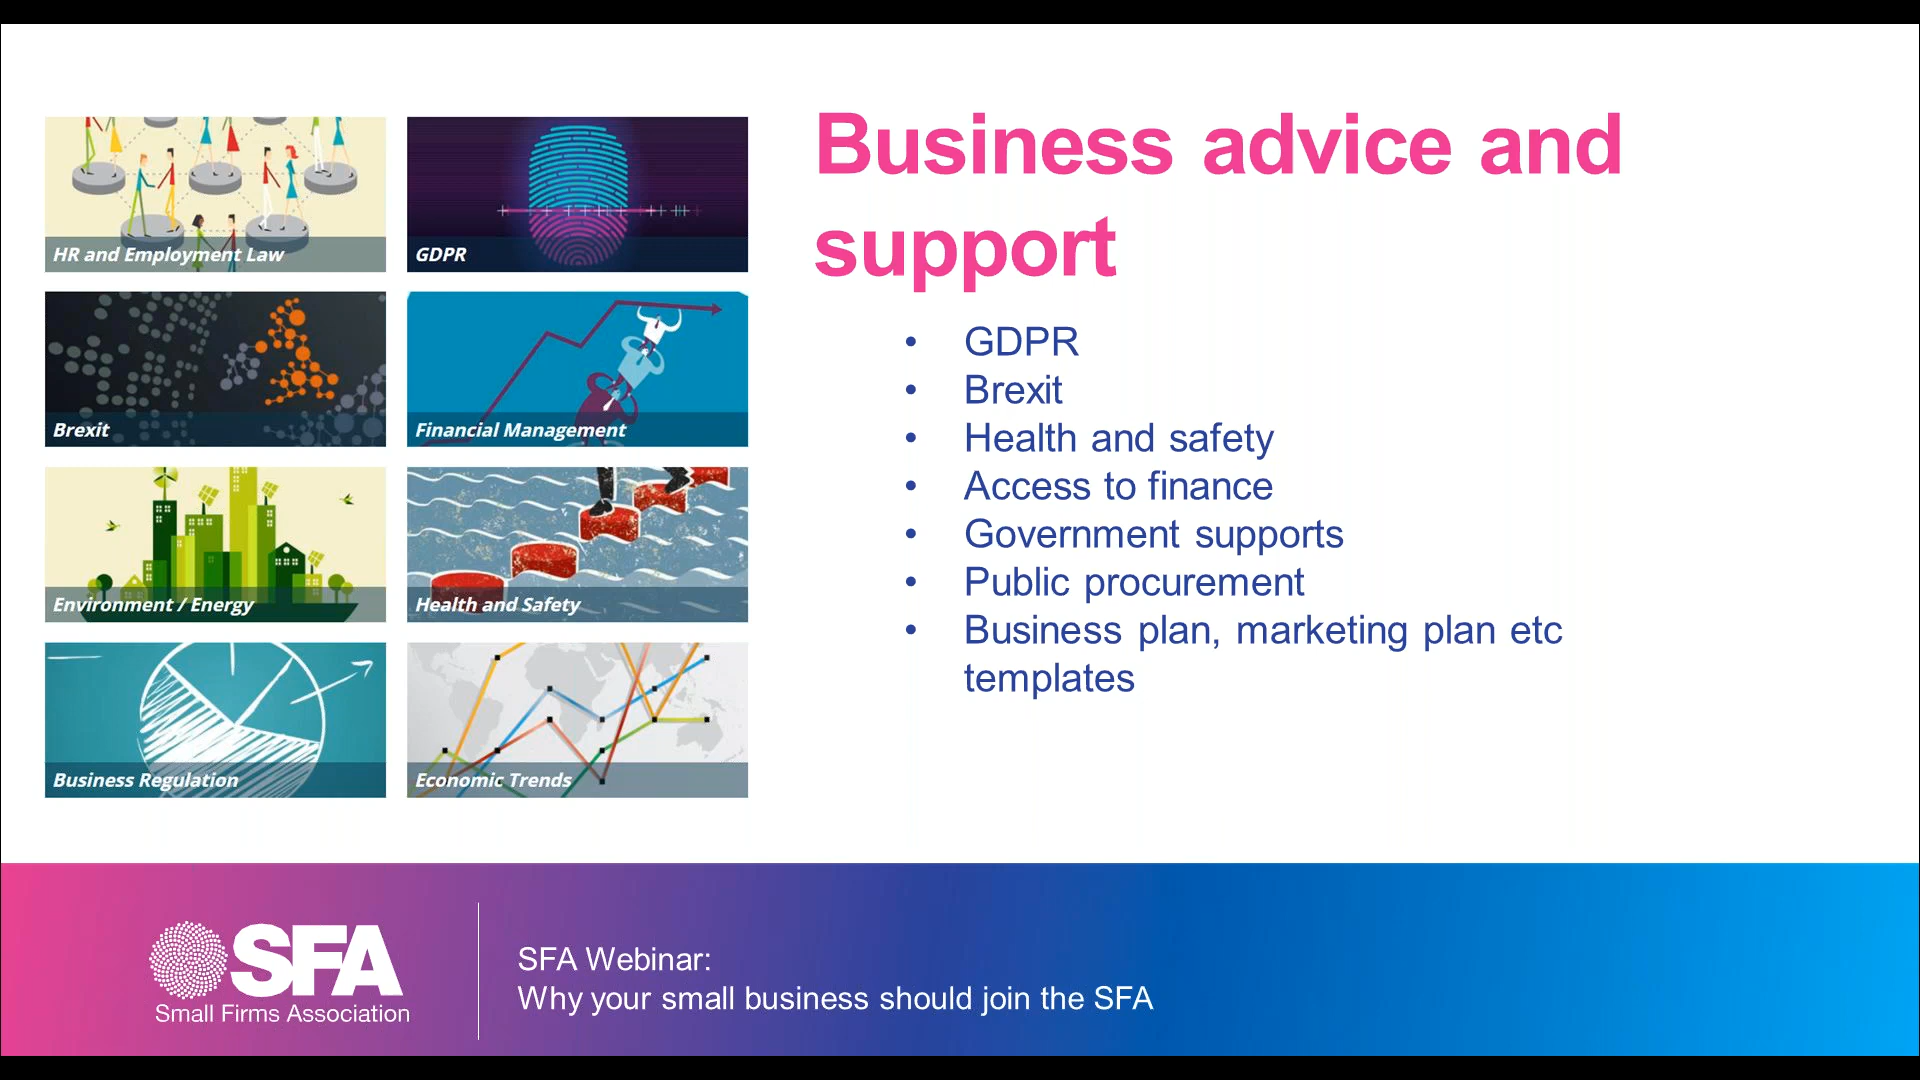 HR and Employment Law
GDPR
Brexit
Financial Management
Environment / Energy
Health and Safety
Business Regulation
Economic Trends
Business advice and
support
• GDPR
• Brexit
• Health and safety
• Access to finance
• Government supports
• Public procurement
• Business plan, marketing plan etc
templates
SFA
Small Firms Association
SFA Webinar:
Why your small business should join the SFA